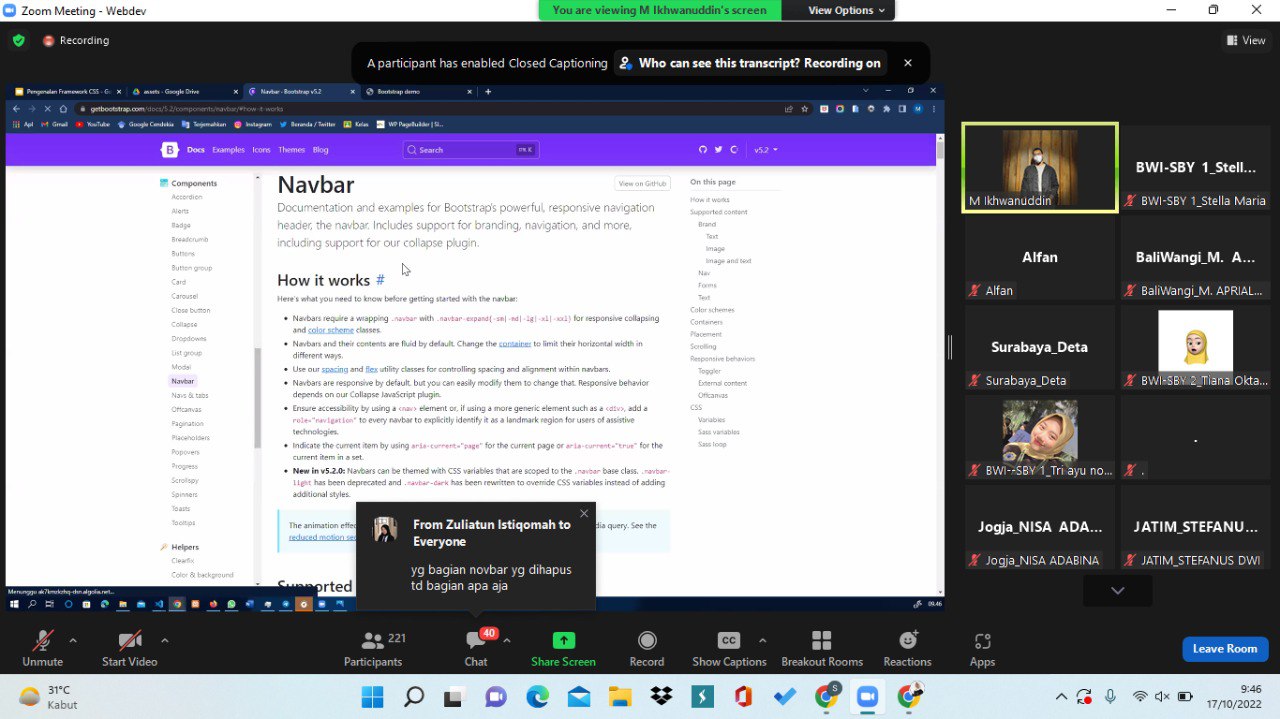 Zoom Meeting - Webdev
You are viewing M Ikhwanuddin's screen
View Options
Recording
A participant has enabled Closed Captioning
Who can see this transcript? Recording on
View
Pengenalan Framework CSS - G
assets - Google Drive
Navbar · Bootstrap v5.2
Bootstrap demo
getbootstrap.com/docs/5.2/components/navbar/#how-it-works
Apl
Gmail
YouTube
Google Cendekia
Terjemahkan
Instagram
Beranda / Twitter
Kelas
WP PageBuilder | Sl...
B
Docs
Examples
Icons
Themes
Blog
Search
Ctrl K
v5.2
Components
Accordion
Alerts
Badge
Breadcrumb
Buttons
Button group
Card
Carousel
Close button
Collapse
Dropdowns
List group
Modal
Navbar
Navs & tabs
Offcanvas
Pagination
Placeholders
Popovers
Progress
Scrollspy
Spinners
Toasts
Tooltips
Helpers
Clearfix
Color & background
Navbar
View on GitHub
Documentation and examples for Bootstrap's powerful, responsive navigation
header, the navbar. Includes support for branding, navigation, and more,
including support for our collapse plugin.
How it works #
Here's what you need to know before getting started with the navbar:
Navbars require a wrapping .navbar with .navbar-expand{-sm|-md|-lg|-xl|-xxl} for responsive collapsing
and color scheme classes.
Navbars and their contents are fluid by default. Change the container to limit their horizontal width in
different ways.
Use our spacing and flex utility classes for controlling spacing and alignment within navbars.
Navbars are responsive by default, but you can easily modify them to change that. Responsive behavior
depends on our Collapse JavaScript plugin.
Ensure accessibility by using a <nav> element or, if using a more generic element such as a <div>, add a
role="navigation" to every navbar to explicitly identify it as a landmark region for users of assistive
technologies.
Indicate the current item by using aria-current="page" for the current page or aria-current="true" for the
current item in a set.
New in v5.2.0: Navbars can be themed with CSS variables that are scoped to the .navbar base class. .navbar-
light has been deprecated and .navbar-dark has been rewritten to override CSS variables instead of adding
additional styles.
The animation effec
dia query. See the
reduced motion sec
Supported
On this page
How it works
Supported content
Brand
Text
Image
Image and text
Nav
Forms
Text
Color schemes
Containers
Placement
Scrolling
Responsive behaviors
Toggler
External content
Offcanvas
CSS
Variables
Sass variables
Sass loop
From Zuliatun Istiqomah to
Everyone
yg bagian novbar yg dihapus
td bagian apa aja
09.46
M Ikhwanuddin
BWI-SBY 1_Stell...
BWI-SBY 1_Stella Maria
Alfan
Alfan
BaliWangi_M. A...
BaliWangi_M. APRIAL...
Surabaya_Deta
Surabaya_Deta
BWI--SBY 1_Tri ayu no...
.
.
Jogja_NISA ADA...
Jogja_NISA ADABINA
JATIM_STEFANU...
JATIM_STEFANUS DWI
Unmute
Start Video
Participants
221
Chat
40
Share Screen
Record
CC
Show Captions
Breakout Rooms
Reactions
Apps
Leave Room
31°C
Kabut
S
9:46
17/10/2022